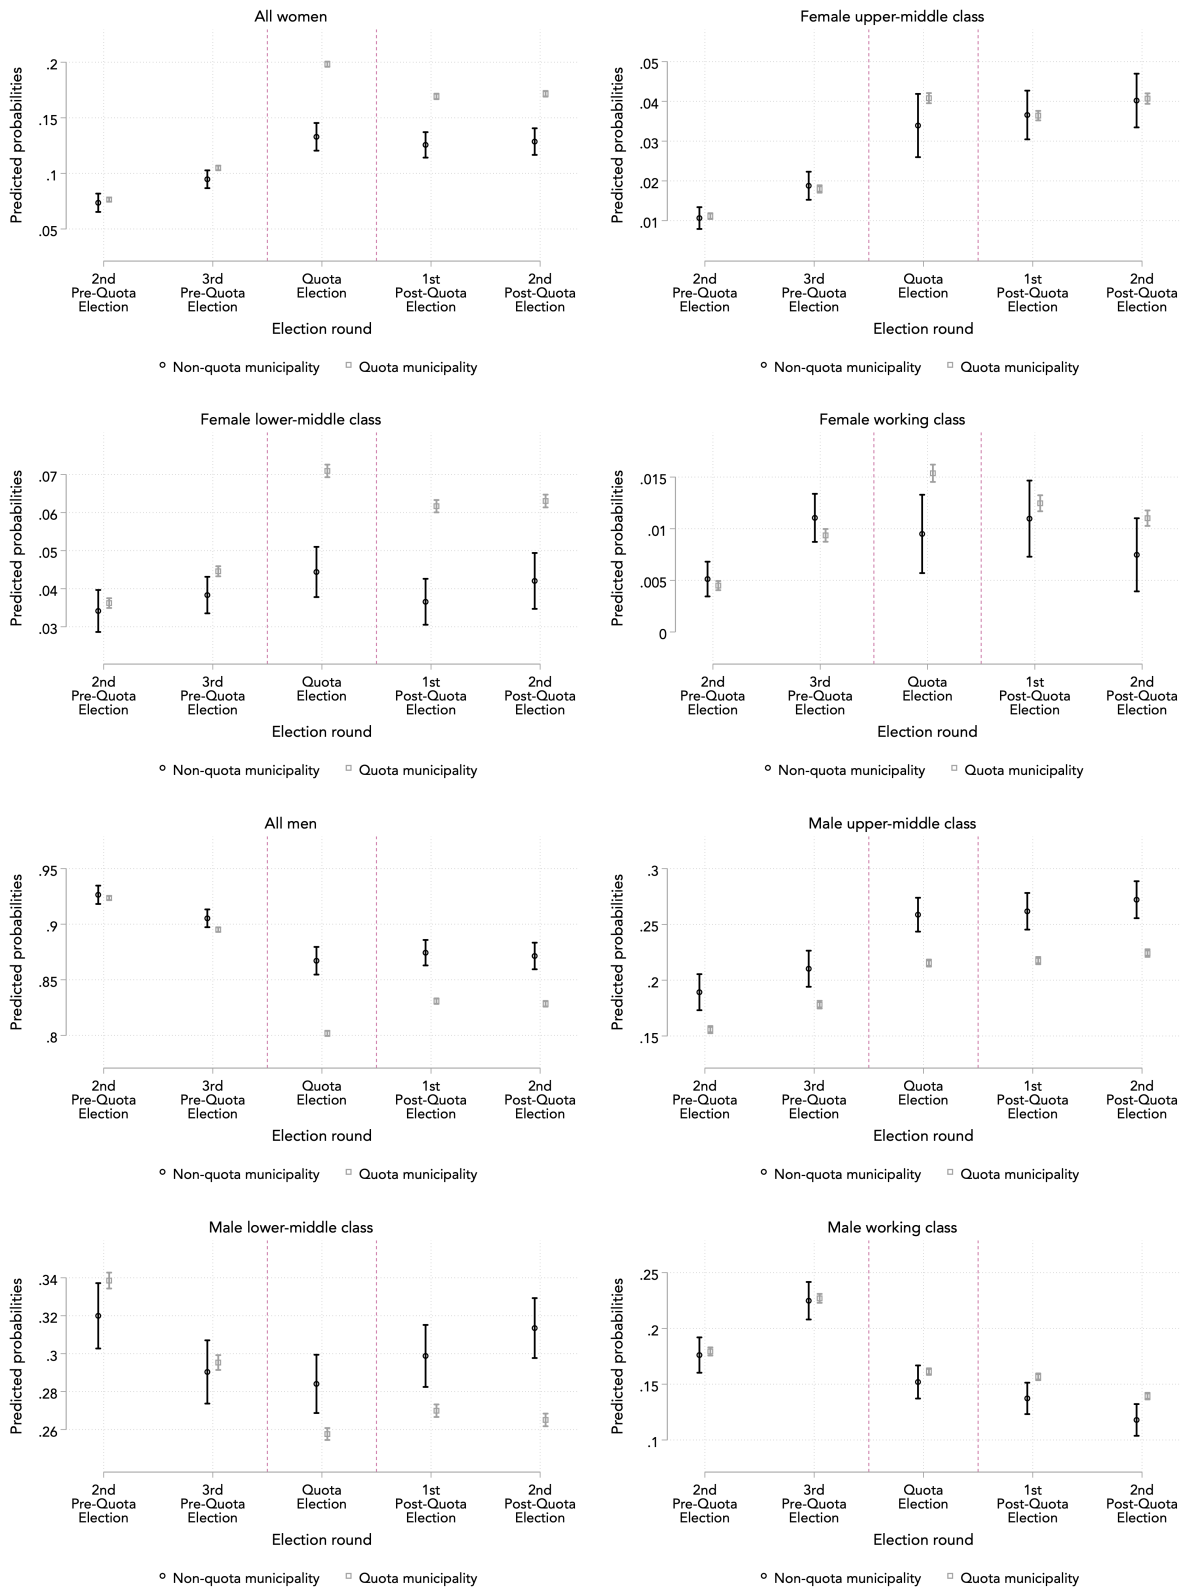 All women
Predicted probabilities
.2
.15
.1
.05
2nd Pre-Quota Election
3rd Pre-Quota Election
Quota Election
1st Post-Quota Election
2nd Post-Quota Election
Election round
Non-quota municipality
Quota municipality
Female upper-middle class
Predicted probabilities
.05
.04
.03
.02
.01
2nd Pre-Quota Election
3rd Pre-Quota Election
Quota Election
1st Post-Quota Election
2nd Post-Quota Election
Election round
Non-quota municipality
Quota municipality
Female lower-middle class
Predicted probabilities
.07
.06
.05
.04
.03
2nd Pre-Quota Election
3rd Pre-Quota Election
Quota Election
1st Post-Quota Election
2nd Post-Quota Election
Election round
Non-quota municipality
Quota municipality
Female working class
Predicted probabilities
.015
.01
.005
0
2nd Pre-Quota Election
3rd Pre-Quota Election
Quota Election
1st Post-Quota Election
2nd Post-Quota Election
Election round
Non-quota municipality
Quota municipality
All men
Predicted probabilities
.95
.9
.85
.8
2nd Pre-Quota Election
3rd Pre-Quota Election
Quota Election
1st Post-Quota Election
2nd Post-Quota Election
Election round
Non-quota municipality
Quota municipality
Male upper-middle class
Predicted probabilities
.3
.25
.2
.15
2nd Pre-Quota Election
3rd Pre-Quota Election
Quota Election
1st Post-Quota Election
2nd Post-Quota Election
Election round
Non-quota municipality
Quota municipality
Male lower-middle class
Predicted probabilities
.34
.32
.3
.28
.26
2nd Pre-Quota Election
3rd Pre-Quota Election
Quota Election
1st Post-Quota Election
2nd Post-Quota Election
Election round
Non-quota municipality
Quota municipality
Male working class
Predicted probabilities
.25
.2
.15
.1
2nd Pre-Quota Election
3rd Pre-Quota Election
Quota Election
1st Post-Quota Election
2nd Post-Quota Election
Election round
Non-quota municipality
Quota municipality